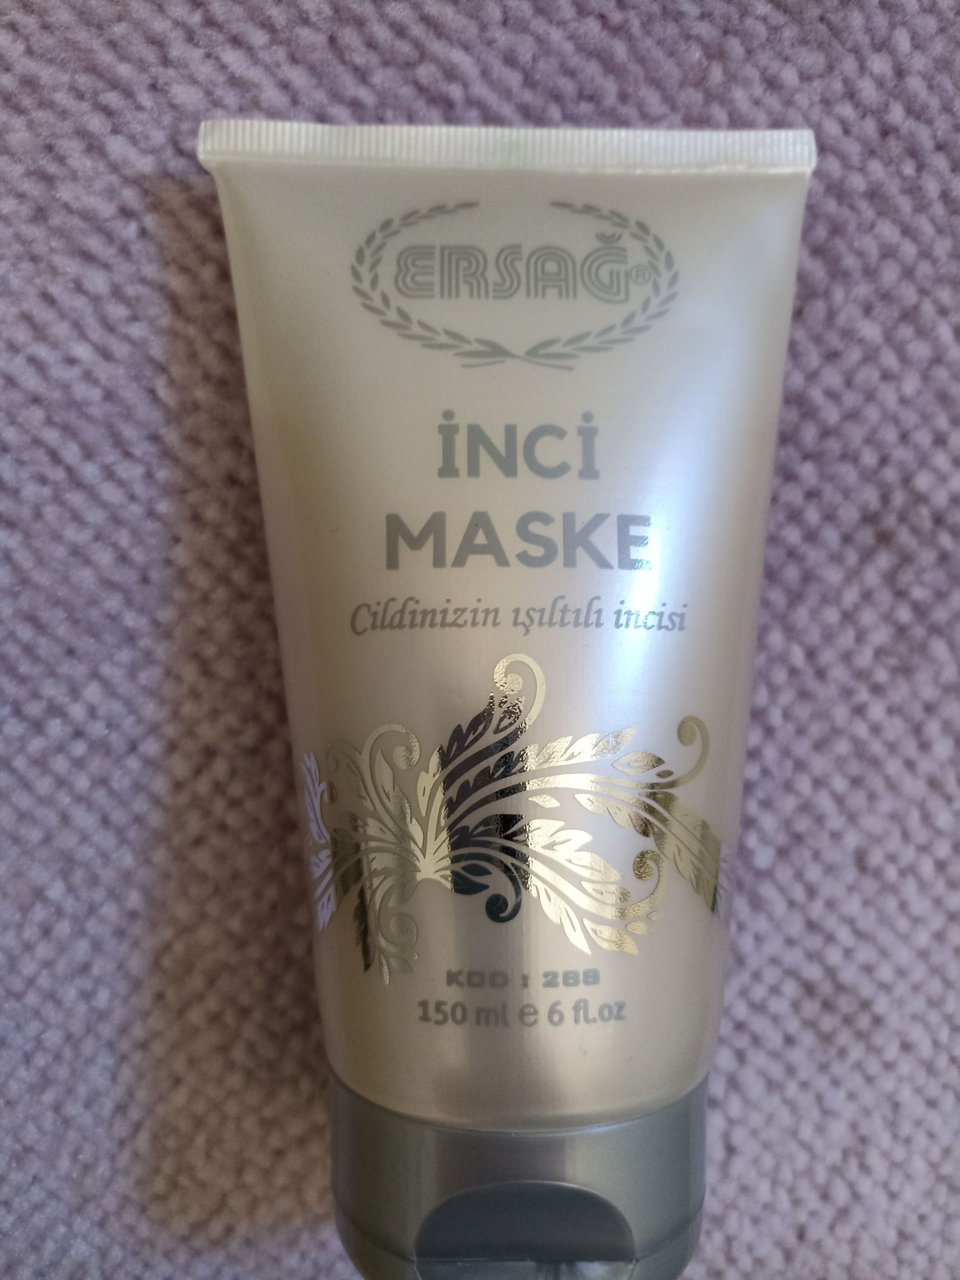 ERSAĞ®
İNCİ
MASKE
Cildinizin ışıltılı incisi
KOD : 288
150 ml e 6 fl.oz